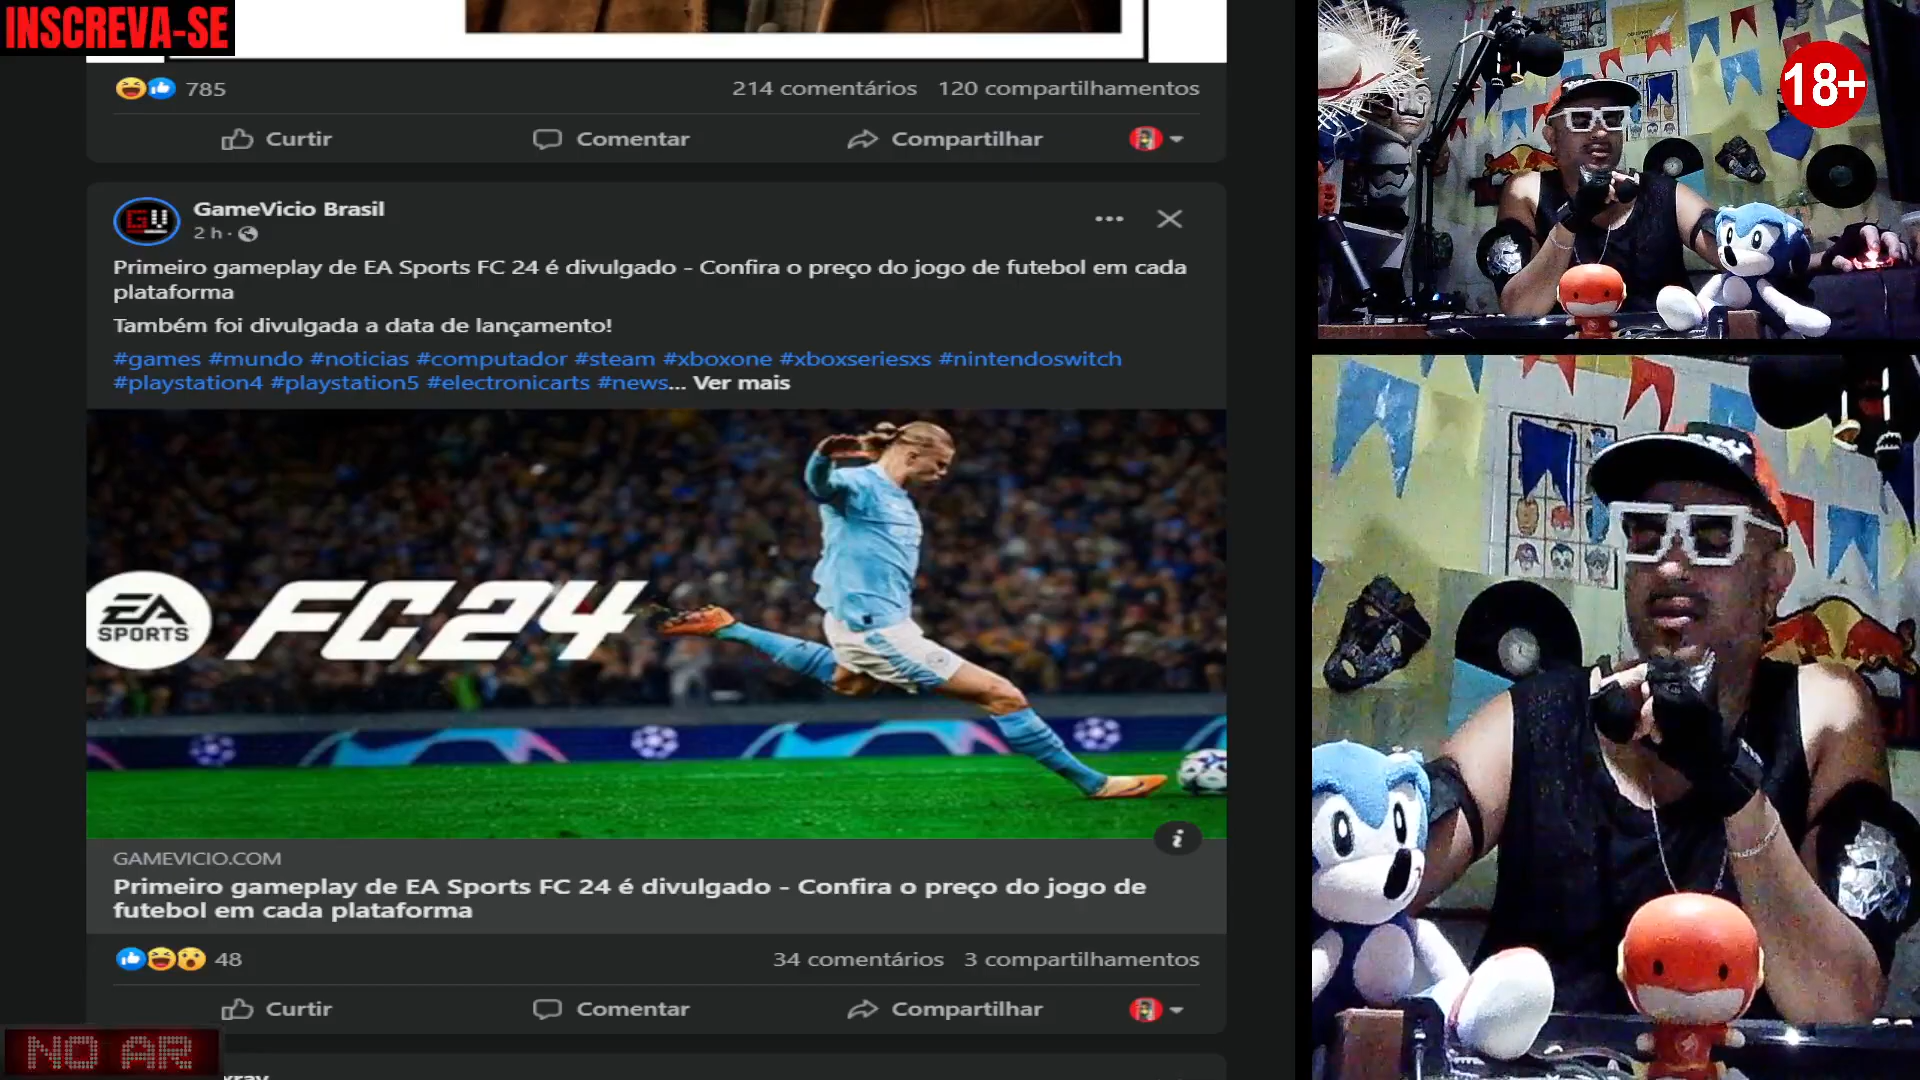 INSCREVA-SE
785
214 comentários 120 compartilhamentos
Curtir Comentar Compartilhar
GameVicio Brasil
2 h ·
Primeiro gameplay de EA Sports FC 24 é divulgado - Confira o preço do jogo de futebol em cada
plataforma
Também foi divulgada a data de lançamento!
#games #mundo #noticias #computador #steam #xboxone #xboxseriesxs #nintendoswitch
#playstation4 #playstation5 #electronicarts #news... Ver mais
EA
SPORTS
FC24
GAMEVICIO.COM
Primeiro gameplay de EA Sports FC 24 é divulgado - Confira o preço do jogo de
futebol em cada plataforma
48
34 comentários 3 compartilhamentos
Curtir Comentar Compartilhar
NO AR
18+